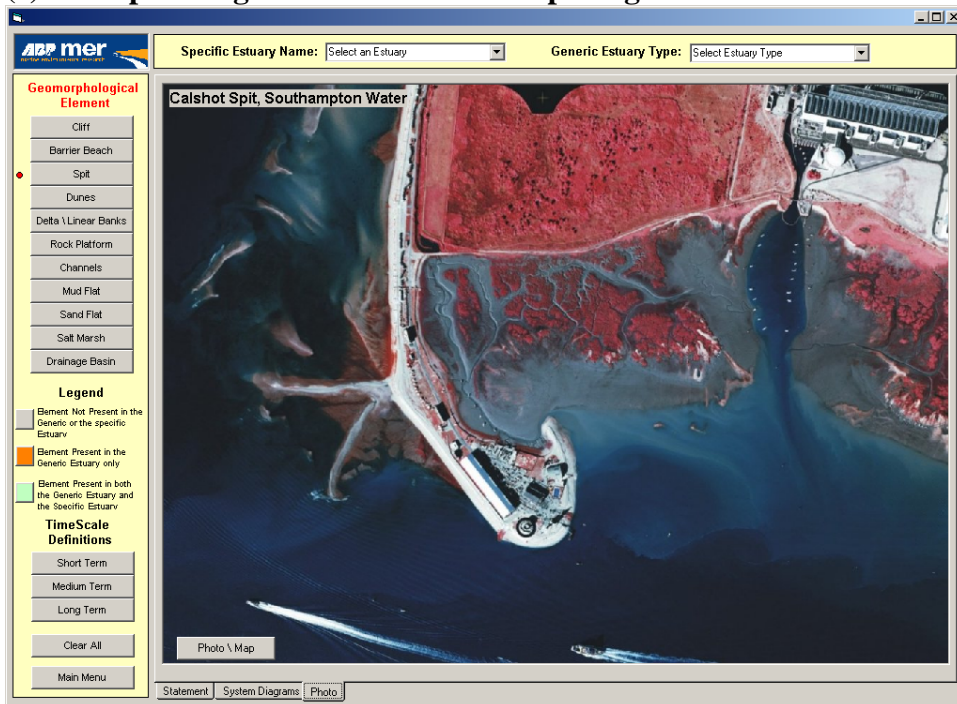 ABP mer
Specific Estuary Name: Select an Estuary
Generic Estuary Type: Select Estuary Type
Geomorphological
Element
Cliff
Barrier Beach
Spit
Dunes
Delta \ Linear Banks
Rock Platform
Channels
Mud Flat
Sand Flat
Salt Marsh
Drainage Basin
Legend
Element Not Present in the
Generic or the specific
Estuary
Element Present in the
Generic Estuary only
Element Present in both
the Generic Estuary and
the Specific Estuary
TimeScale
Definitions
Short Term
Medium Term
Long Term
Clear All
Main Menu
Calshot Spit, Southampton Water
Photo \ Map
Statement
System Diagrams
Photo